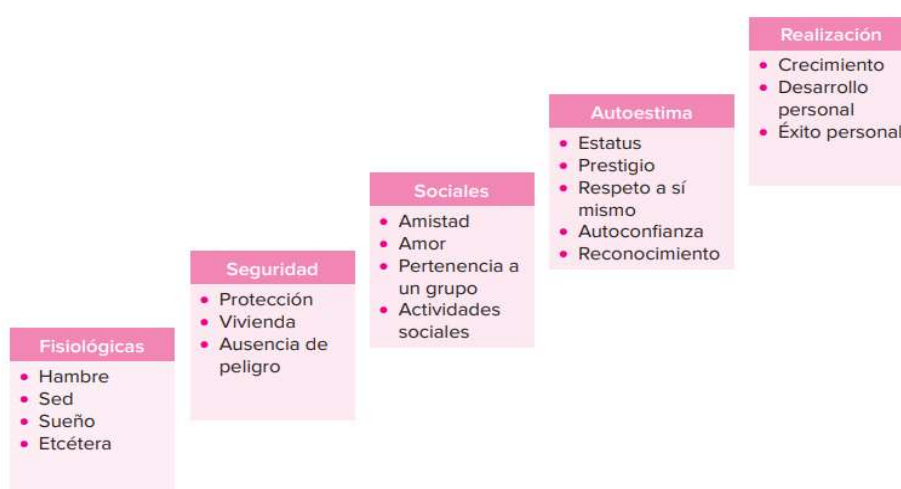 Fisiológicas
• Hambre
• Sed
• Sueño
• Etcétera
Seguridad
• Protección
• Vivienda
• Ausencia de
peligro
Sociales
• Amistad
• Amor
• Pertenencia a
un grupo
• Actividades
sociales
Autoestima
• Estatus
• Prestigio
• Respeto a sí
mismo
• Autoconfianza
• Reconocimiento
Realización
• Crecimiento
• Desarrollo
personal
• Éxito personal